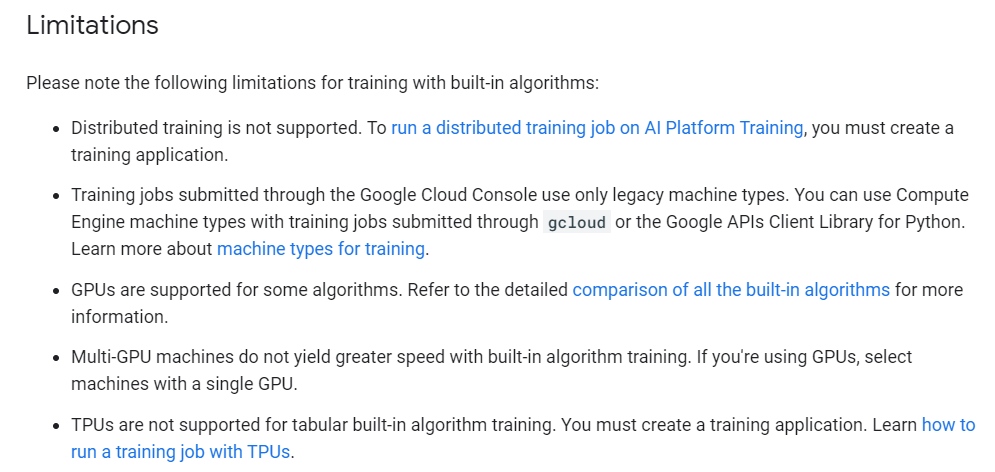 Limitations
Please note the following limitations for training with built-in algorithms:
• Distributed training is not supported. To run a distributed training job on AI Platform Training, you must create a
training application.
• Training jobs submitted through the Google Cloud Console use only legacy machine types. You can use Compute
Engine machine types with training jobs submitted through gcloud or the Google APIs Client Library for Python.
Learn more about machine types for training.
• GPUs are supported for some algorithms. Refer to the detailed comparison of all the built-in algorithms for more
information.
• Multi-GPU machines do not yield greater speed with built-in algorithm training. If you're using GPUs, select
machines with a single GPU.
• TPUs are not supported for tabular built-in algorithm training. You must create a training application. Learn how to
run a training job with TPUs.